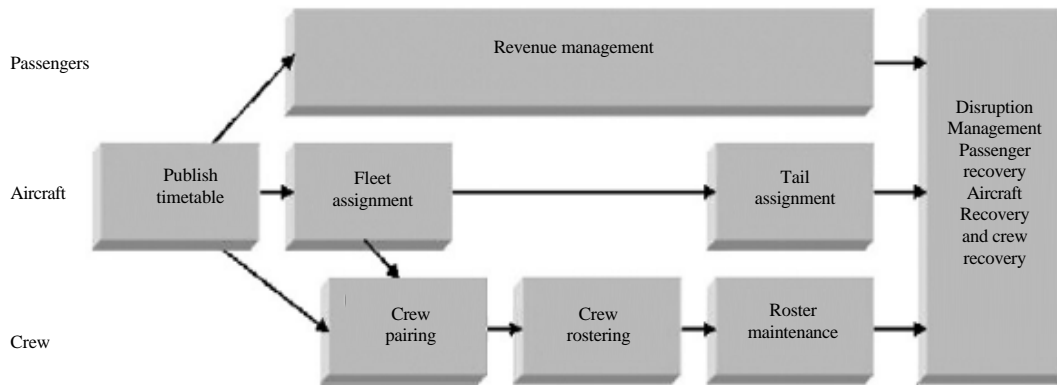 Passengers
Revenue management
Disruption
Management
Passenger
recovery
Aircraft
Recovery
and crew
recovery
Aircraft
Publish
timetable
Fleet
assignment
Tail
assignment
Crew
Crew
pairing
Crew
rostering
Roster
maintenance